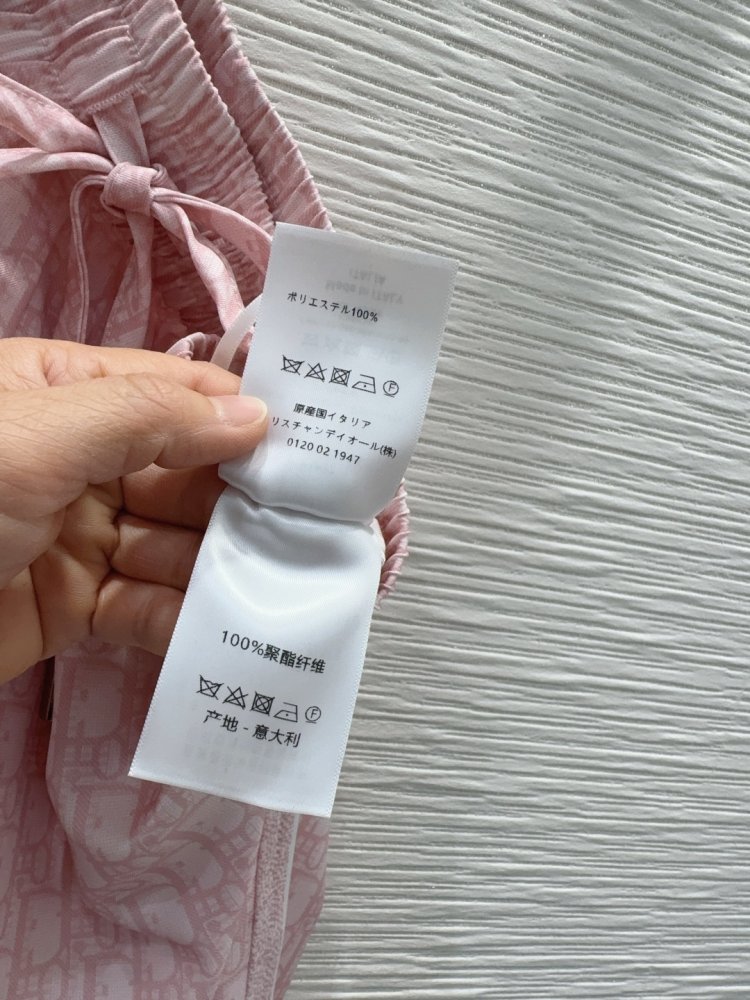 ポリエステル100%
F
原産国イタリア
リスチャンディオール(株)
0120 02 1947
100%聚酯纤维
F
产地 - 意大利